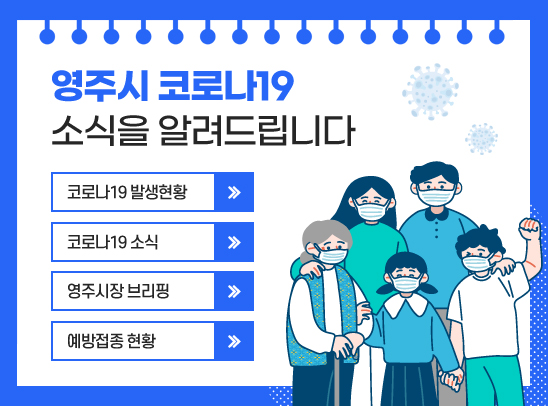 영주시 코로나19
소식을 알려드립니다
코로나19 발생현황
코로나19 소식
영주시장 브리핑
예방접종 현황